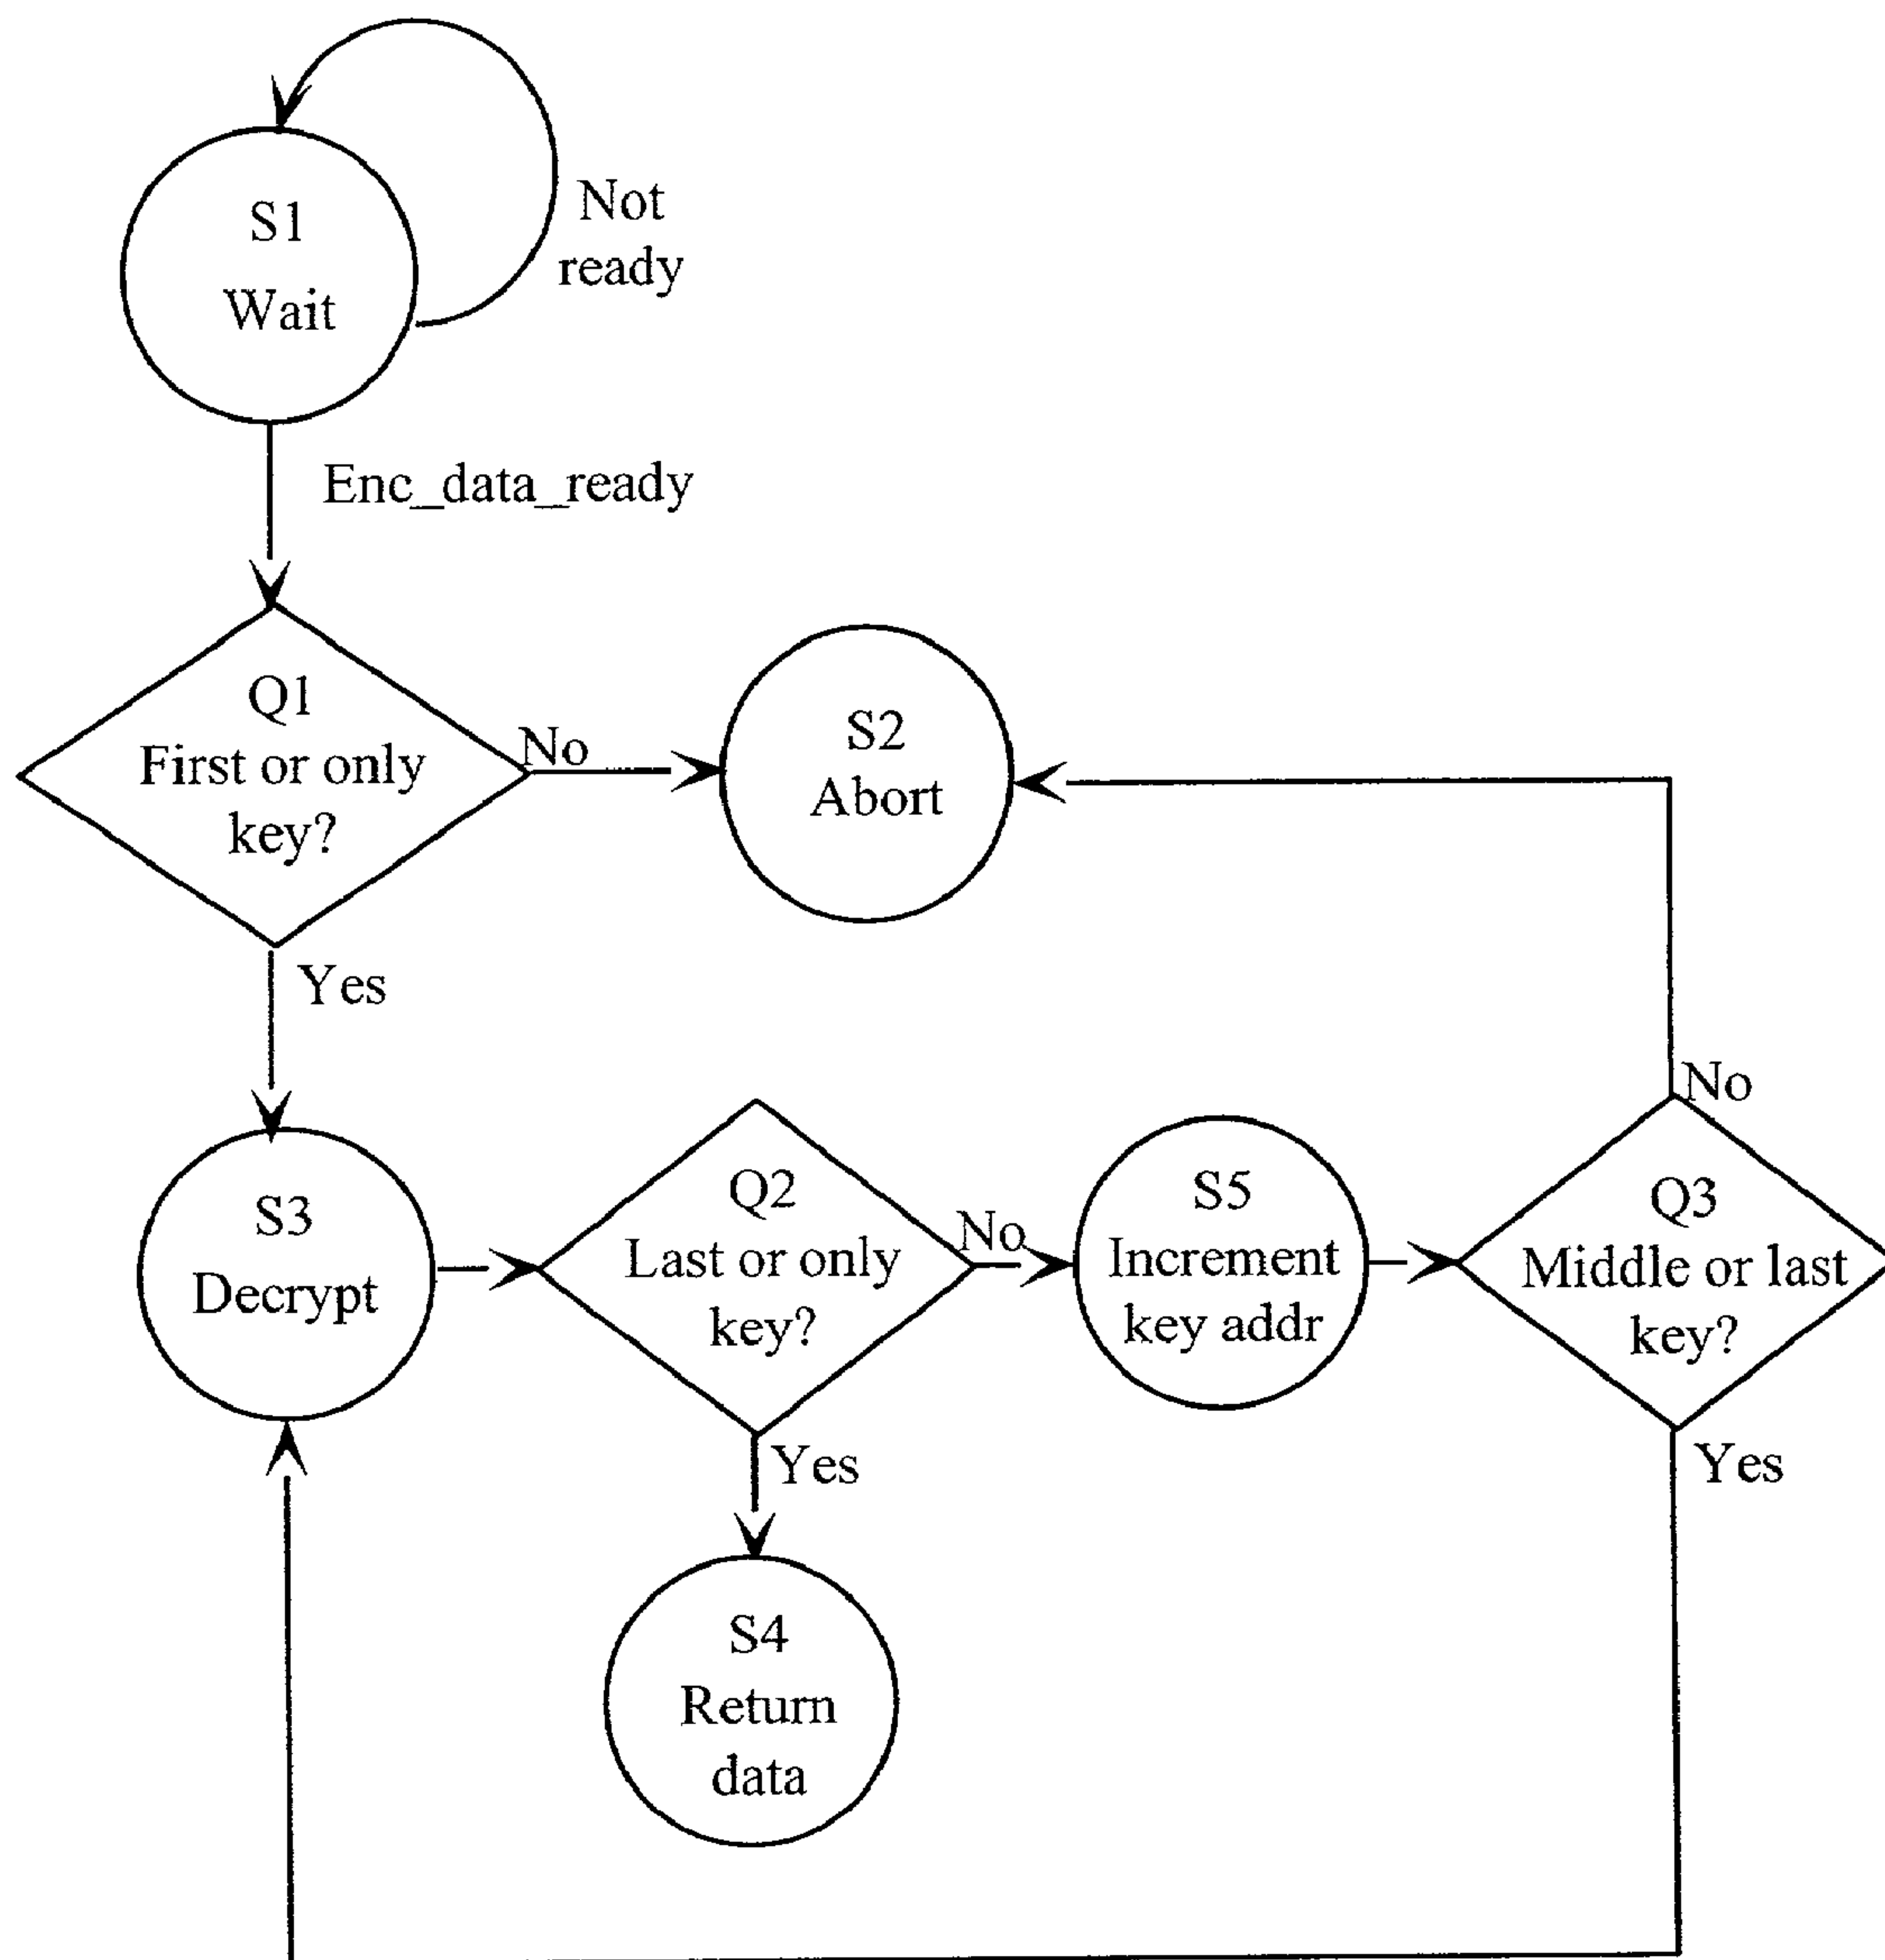 S1
Wait
Not
ready
Enc_data_ready
Q1
First or only
key?
No
S2
Abort
Yes
No
S3
Decrypt
Q2
Last or only
key?
No
S5
Increment
key addr
Q3
Middle or last
key?
Yes
Yes
S4
Return
data